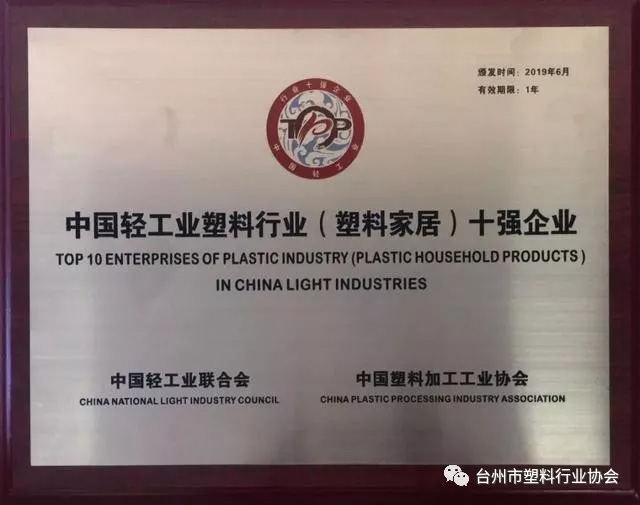 颁发时间：2019年6月
有效期限：1年
行业十强企业
TOP
中国轻工业
中国轻工业塑料行业（塑料家居）十强企业
TOP 10 ENTERPRISES OF PLASTIC INDUSTRY (PLASTIC HOUSEHOLD PRODUCTS)
IN CHINA LIGHT INDUSTRIES
中国轻工业联合会
CHINA NATIONAL LIGHT INDUSTRY COUNCIL
中国塑料加工工业协会
CHINA PLASTIC PROCESSING INDUSTRY ASSOCIATION
台州市塑料行业协会